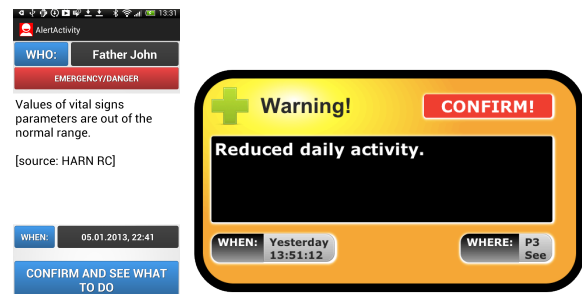 13:31
AlertActivity
WHO: Father John
EMERGENCY/DANGER
Values of vital signs
parameters are out of the
normal range.
[source: HARN RC]
WHEN: 05.01.2013, 22:41
CONFIRM AND SEE WHAT
TO DO
Warning! CONFIRM!
Reduced daily activity.
WHEN: Yesterday
13:51:12
WHERE: P3
See